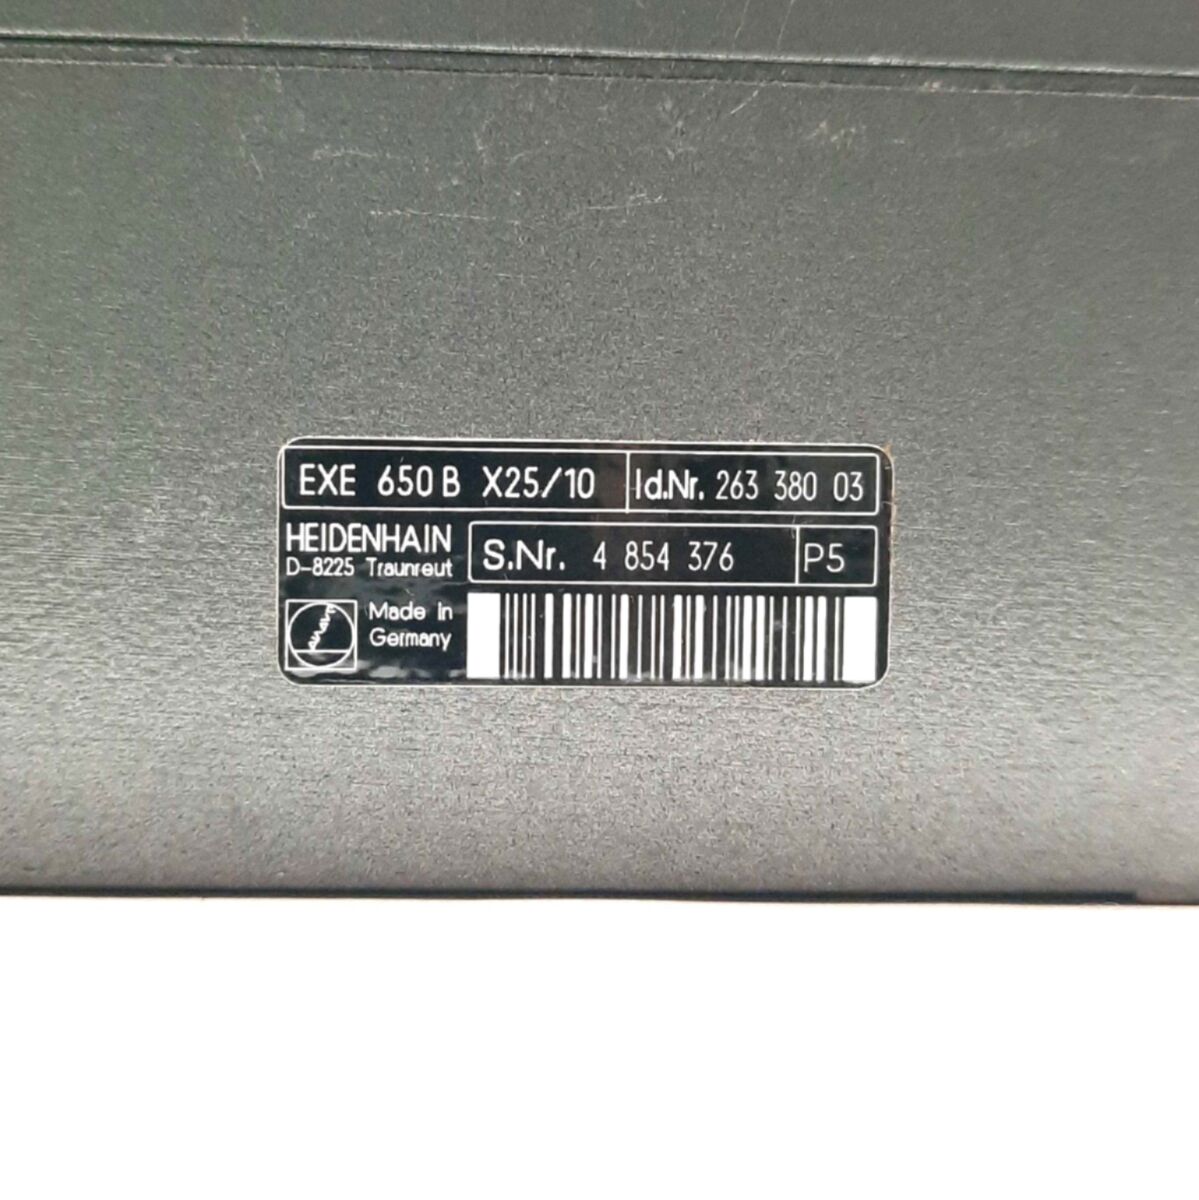 EXE 650 B X25/10 Id.Nr. 263 380 03
HEIDENHAIN
D-8225 Traunreut
S.Nr. 4 854 376 P5
Made in
Germany